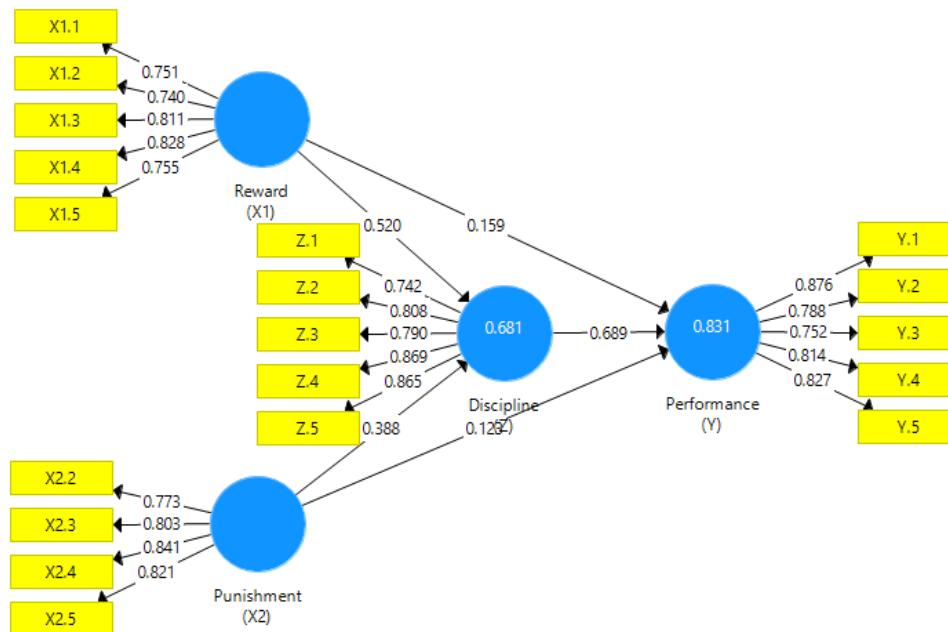 X1.1
X1.2
X1.3
X1.4
X1.5
0.751
0.740
0.811
0.828
0.755
Reward
(X1)
0.520
0.159
Z.1
Z.2
Z.3
Z.4
Z.5
0.742
0.808
0.790
0.869
0.865
0.681
Discipline
(Z)
0.689
0.831
Performance
(Y)
0.876
0.788
0.752
0.814
0.827
Y.1
Y.2
Y.3
Y.4
Y.5
0.388
X2.2
X2.3
X2.4
X2.5
0.773
0.803
0.841
0.821
Punishment
(X2)